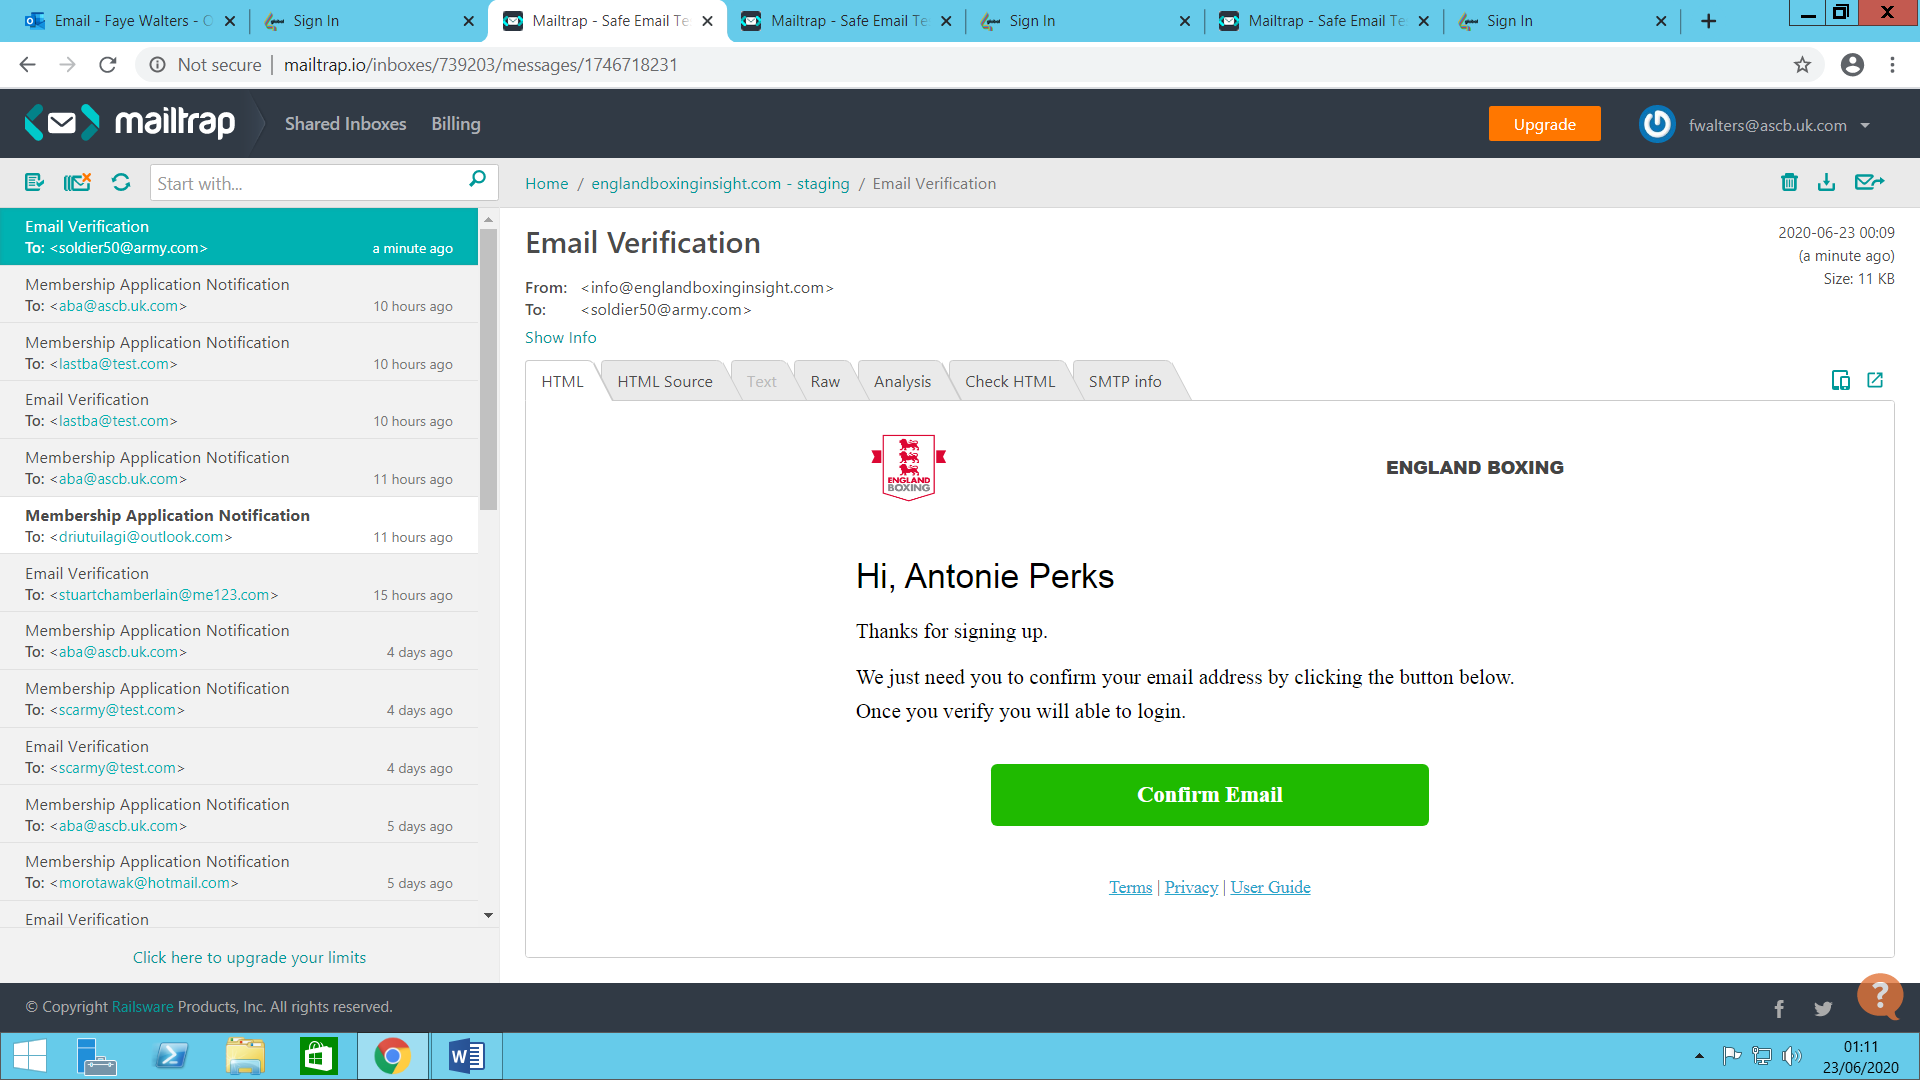 Email - Faye Walters - O
Sign In
Mailtrap - Safe Email Te
Mailtrap - Safe Email Te
Sign In
Mailtrap - Safe Email Te
Sign In
Not secure
mailtrap.io/inboxes/739203/messages/1746718231
mailtrap
Shared Inboxes
Billing
Upgrade
fwalters@ascb.uk.com
Start with...
Home / englandboxinginsight.com - staging / Email Verification
Email Verification
To: <soldier50@army.com>
a minute ago
Membership Application Notification
To: <aba@ascb.uk.com>
10 hours ago
Membership Application Notification
To: <lastba@test.com>
10 hours ago
Email Verification
To: <lastba@test.com>
10 hours ago
Membership Application Notification
To: <aba@ascb.uk.com>
11 hours ago
Membership Application Notification
To: <driutuilagi@outlook.com>
11 hours ago
Email Verification
To: <stuartchamberlain@me123.com>
15 hours ago
Membership Application Notification
To: <aba@ascb.uk.com>
4 days ago
Membership Application Notification
To: <scarmy@test.com>
4 days ago
Email Verification
To: <scarmy@test.com>
4 days ago
Membership Application Notification
To: <aba@ascb.uk.com>
5 days ago
Membership Application Notification
To: <morotawak@hotmail.com>
5 days ago
Email Verification
Click here to upgrade your limits
Email Verification
2020-06-23 00:09
(a minute ago)
Size: 11 KB
From: <info@englandboxinginsight.com>
To: <soldier50@army.com>
Show Info
HTML
HTML Source
Text
Raw
Analysis
Check HTML
SMTP info
ENGLAND
BOXING
ENGLAND BOXING
Hi, Antonie Perks
Thanks for signing up.
We just need you to confirm your email address by clicking the button below.
Once you verify you will able to login.
Confirm Email
Terms | Privacy | User Guide
© Copyright Railsware Products, Inc. All rights reserved.
?
01:11
23/06/2020